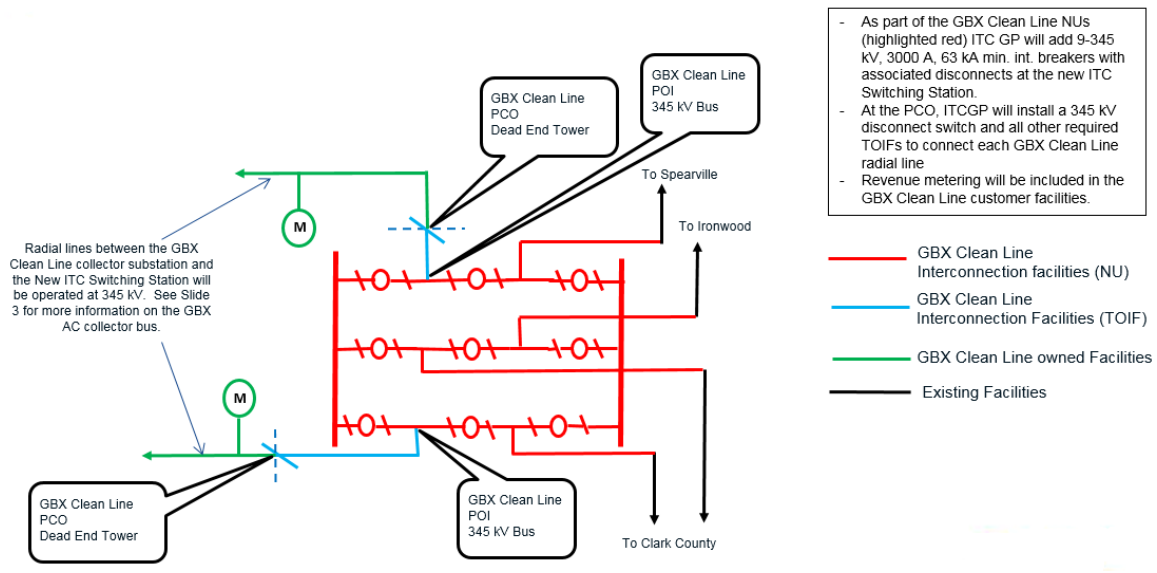 GBX Clean Line
PCO
Dead End Tower
GBX Clean Line
POI
345 kV Bus
- As part of the GBX Clean Line NUs
(highlighted red) ITC GP will add 9-345
kV, 3000 A, 63 kA min. int. breakers with
associated disconnects at the new ITC
Switching Station.
- At the PCO, ITCGP will install a 345 kV
disconnect switch and all other required
TOIFs to connect each GBX Clean Line
radial line
- Revenue metering will be included in the
GBX Clean Line customer facilities.
To Spearville
To Ironwood
M
Radial lines between the GBX
Clean Line collector substation and
the New ITC Switching Station will
be operated at 345 kV. See Slide
3 for more information on the GBX
AC collector bus.
GBX Clean Line
Interconnection facilities (NU)
GBX Clean Line
Interconnection Facilities (TOIF)
GBX Clean Line owned Facilities
Existing Facilities
M
GBX Clean Line
PCO
Dead End Tower
GBX Clean Line
POI
345 kV Bus
To Clark County